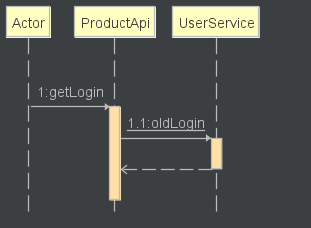 Actor ProductApi UserService
1:getLogin
1.1:oldLogin